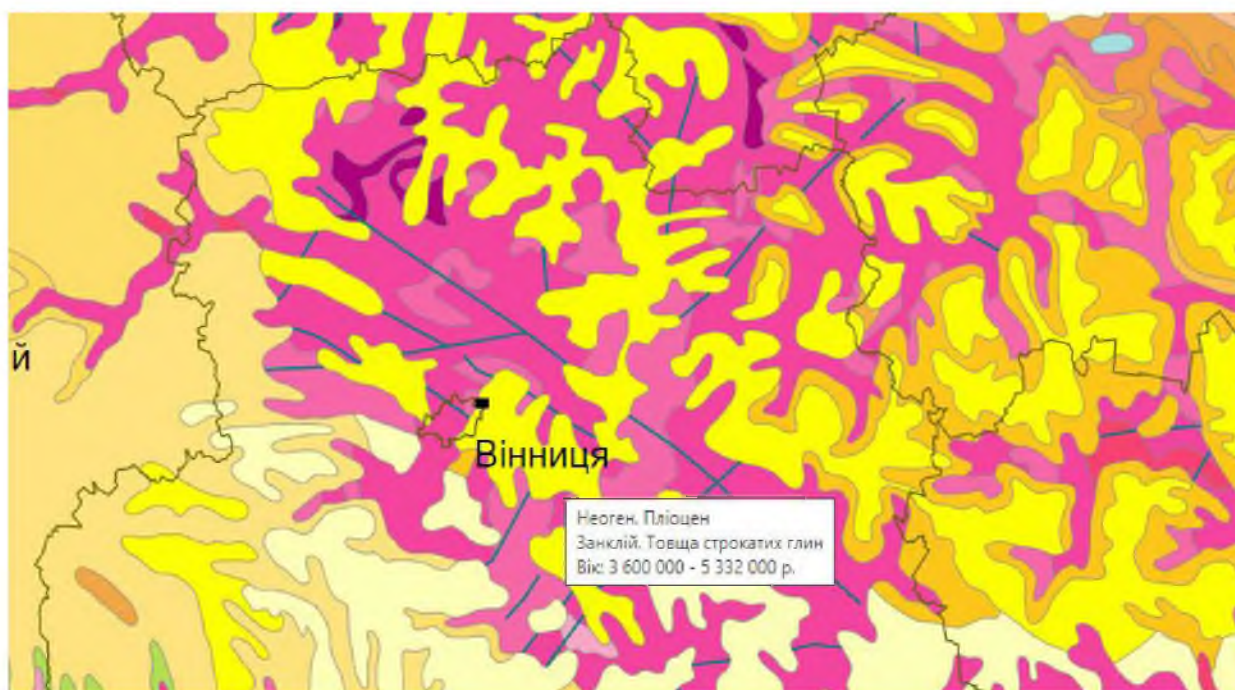 й
Вінниця
Неоген. Пліоцен
Занклій. Товща строкатих глин
Вік: 3 600 000 - 5 332 000 р.